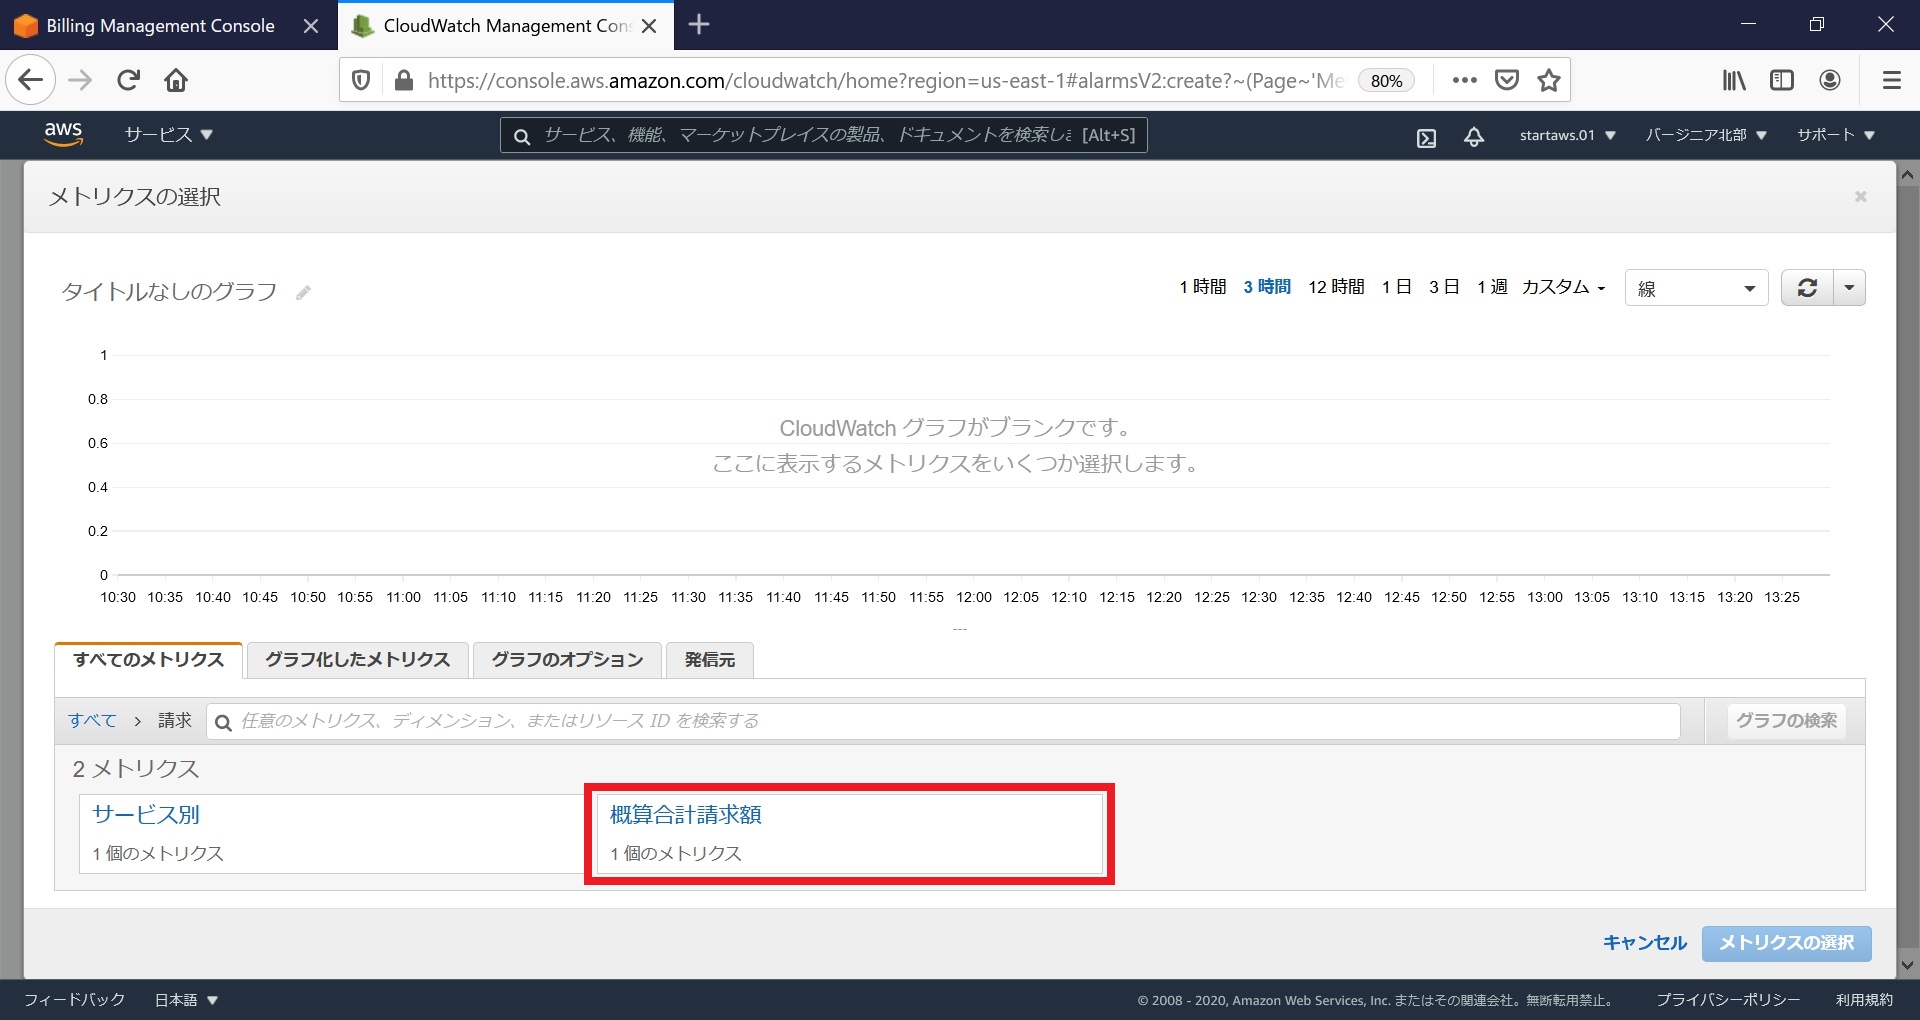 Billing Management Console
CloudWatch Management Con
https://console.aws.amazon.com/cloudwatch/home?region=us-east-1#alarmsV2:create?~(Page~'Me
80%
aws
サービス
サービス、機能、マーケットプレイスの製品、ドキュメントを検索しま [Alt+S]
startaws.01
バージニア北部
サポート
メトリクスの選択
タイトルなしのグラフ
1 時間 3 時間 12 時間 1 日 3 日 1 週 カスタム
線
1
0.8
0.6
0.4
0.2
0
CloudWatch グラフがブランクです。
ここに表示するメトリクスをいくつか選択します。
10:30 10:35 10:40 10:45 10:50 10:55 11:00 11:05 11:10 11:15 11:20 11:25 11:30 11:35 11:40 11:45 11:50 11:55 12:00 12:05 12:10 12:15 12:20 12:25 12:30 12:35 12:40 12:45 12:50 12:55 13:00 13:05 13:10 13:15 13:20 13:25
---
すべてのメトリクス
グラフ化したメトリクス
グラフのオプション
発信元
すべて > 請求
任意のメトリクス、ディメンション、またはリソース ID を検索する
グラフの検索
2 メトリクス
サービス別
1 個のメトリクス
概算合計請求額
1 個のメトリクス
キャンセル
メトリクスの選択
フィードバック
日本語
© 2008 - 2020, Amazon Web Services, Inc. またはその関連会社。無断転用禁止。
プライバシーポリシー
利用規約